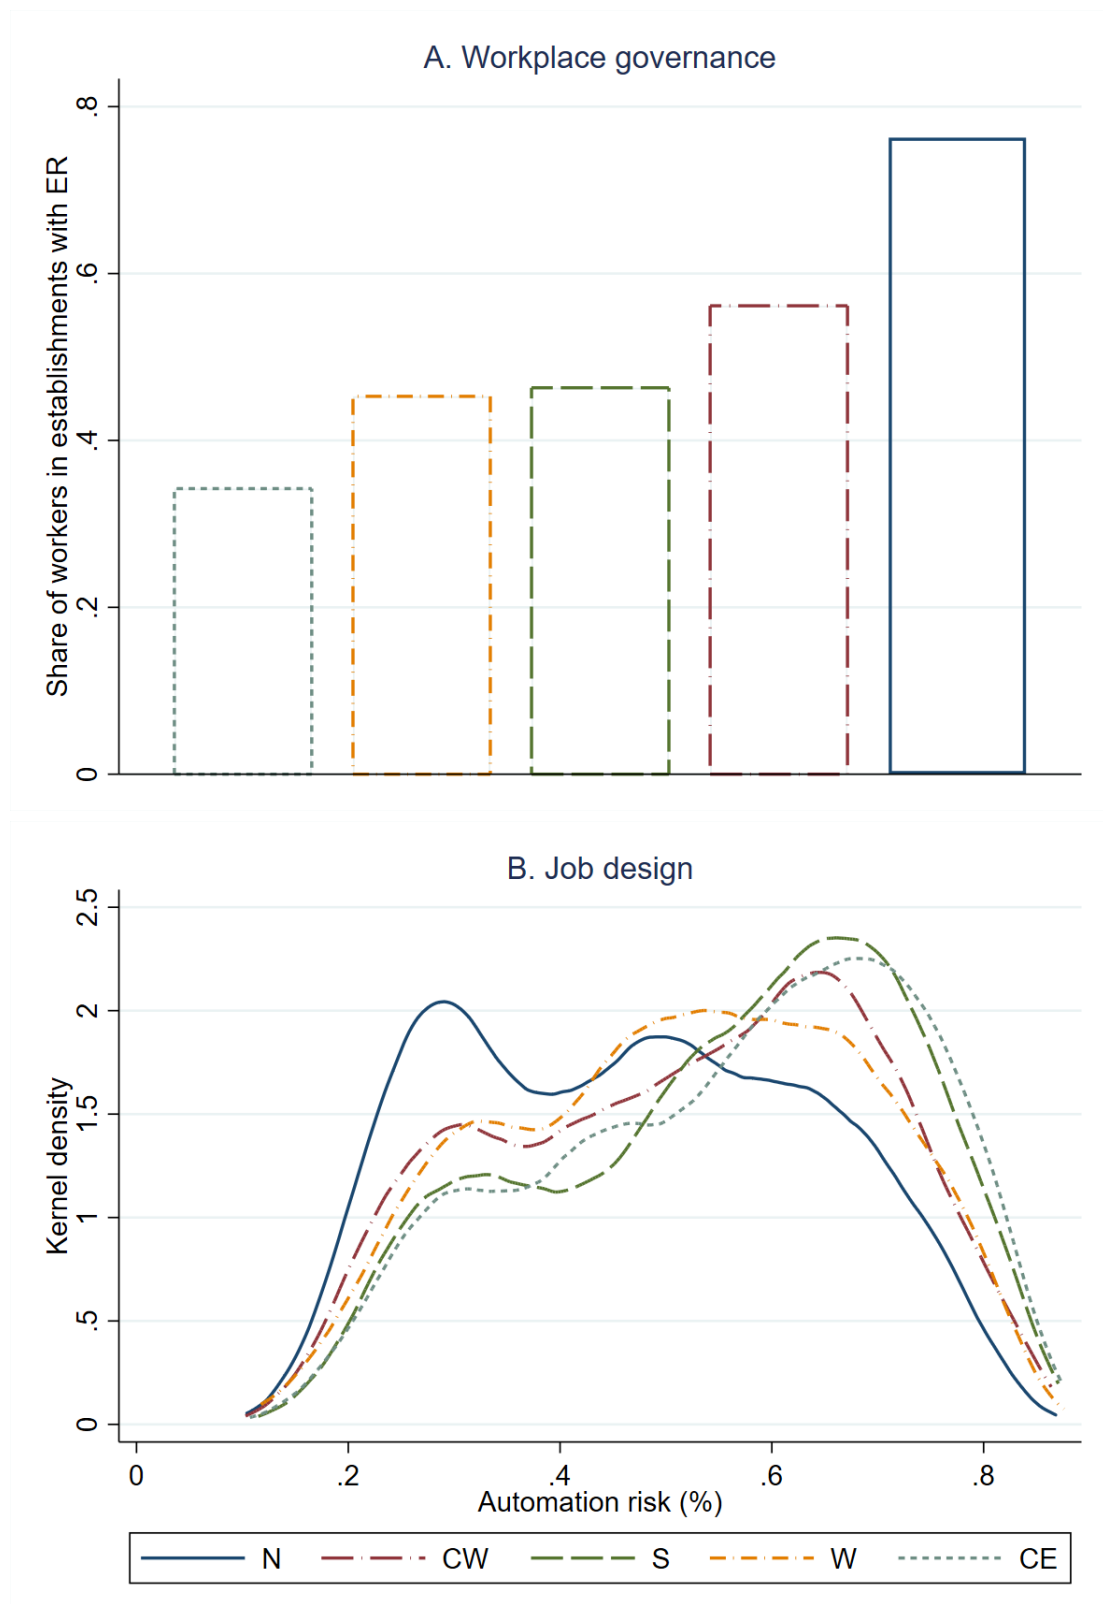 A. Workplace governance
Share of workers in establishments with ER
.8
.6
.4
.2
0
B. Job design
Kernel density
2.5
2
1.5
1
.5
0
0 .2 .4 .6 .8
Automation risk (%)
N CW S W CE